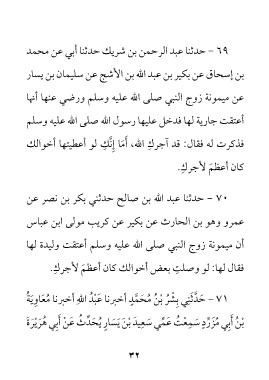 ٦٩ - حدثنا عبد الرحمن بن شريك حدثنا أبي عن محمد
بن إسحاق عن بكير بن عبد الله بن الأشج عن سليمان بن يسار
عن ميمونة زوج النبي صلى الله عليه وسلم ورضي عنها أنها
أعتقت جارية لها فدخل عليها رسول الله صلى الله عليه وسلم
فذكرت له فقال: قد آجركِ الله، أمَا إنَّكِ لو أعطيتها أخوالك
كان أعظمَ لأجركِ.
٧٠ - حدثنا عبد الله بن صالح حدثني بكر بن نصر عن
عمرو وهو بن الحارث عن بكير عن كريب مولى ابن عباس
أن ميمونة زوج النبي صلى الله عليه وسلم أعتقت وليدة لها
فقال لها: لو وصلتِ بعض أخوالك كان أعظمَ لأجركِ.
٧١ - حَدَّثَنِي بِشْرُ بْنُ مُحَمَّدٍ أخبرنا عَبْدُ اللهِ أخبرنا مُعَاوِيَةُ
بْنُ أَبِي مُزَرِّدٍ سَمِعْتُ عَمِّي سَعِيدَ بْنَ يَسَارٍ يُحَدِّثُ عَنْ أَبِي هُرَيْرَةَ
٣٢